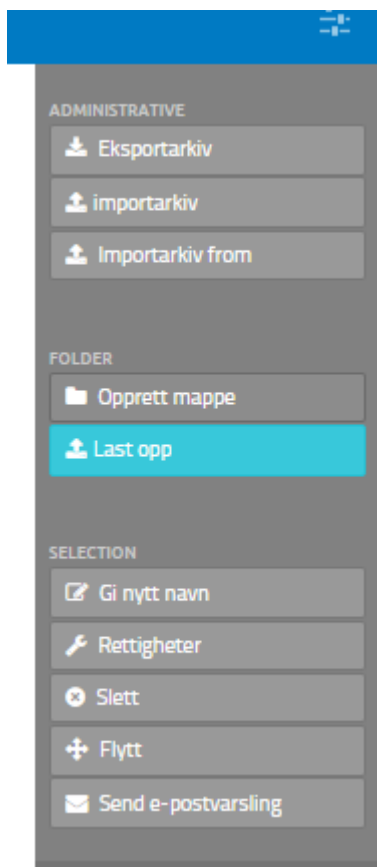 ADMINISTRATIVE
Eksportarkiv
importarkiv
Importarkiv from
FOLDER
Opprett mappe
Last opp
SELECTION
Gi nytt navn
Rettigheter
Slett
Flytt
Send e-postvarsling